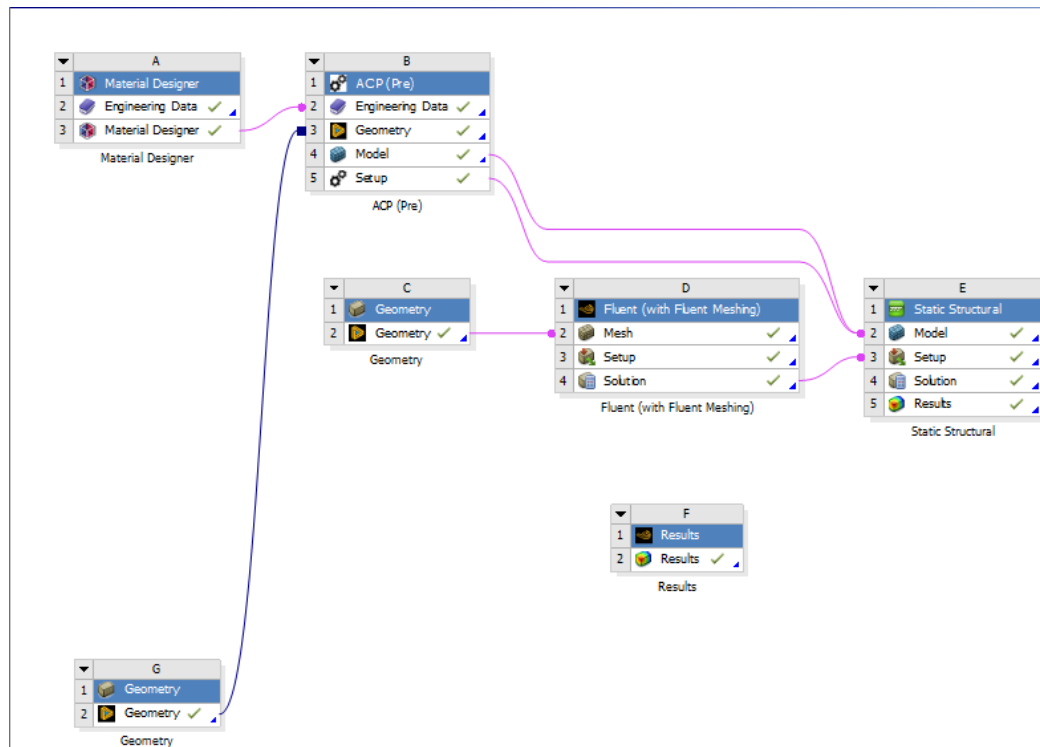 A
1 Material Designer
2 Engineering Data
3 Material Designer
Material Designer
B
1 ACP (Pre)
2 Engineering Data
3 Geometry
4 Model
5 Setup
ACP (Pre)
C
1 Geometry
2 Geometry
Geometry
D
1 Fluent (with Fluent Meshing)
2 Mesh
3 Setup
4 Solution
Fluent (with Fluent Meshing)
E
1 Static Structural
2 Model
3 Setup
4 Solution
5 Results
Static Structural
F
1 Results
2 Results
Results
G
1 Geometry
2 Geometry
Geometry